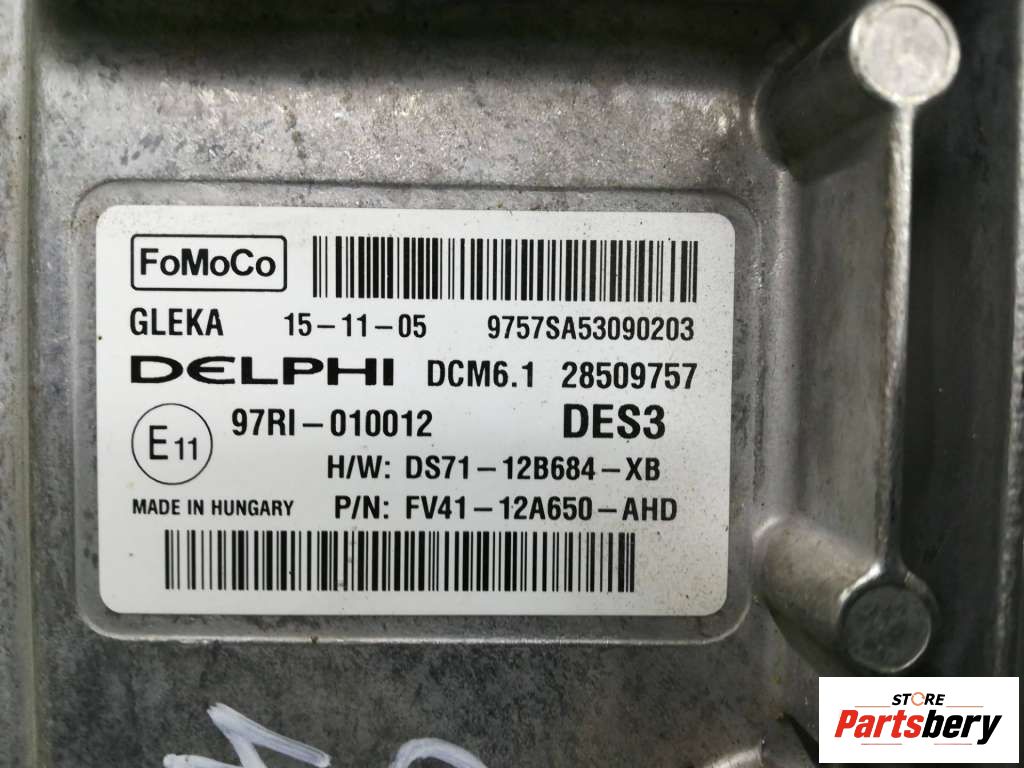 FoMoCo
GLEKA 15-11-05 9757SA53090203
DELPHI DCM6.1 28509757
E11 97RI-010012 DES3
H/W: DS71-12B684-XB
MADE IN HUNGARY P/N: FV41-12A650-AHD
STORE
Partsbery